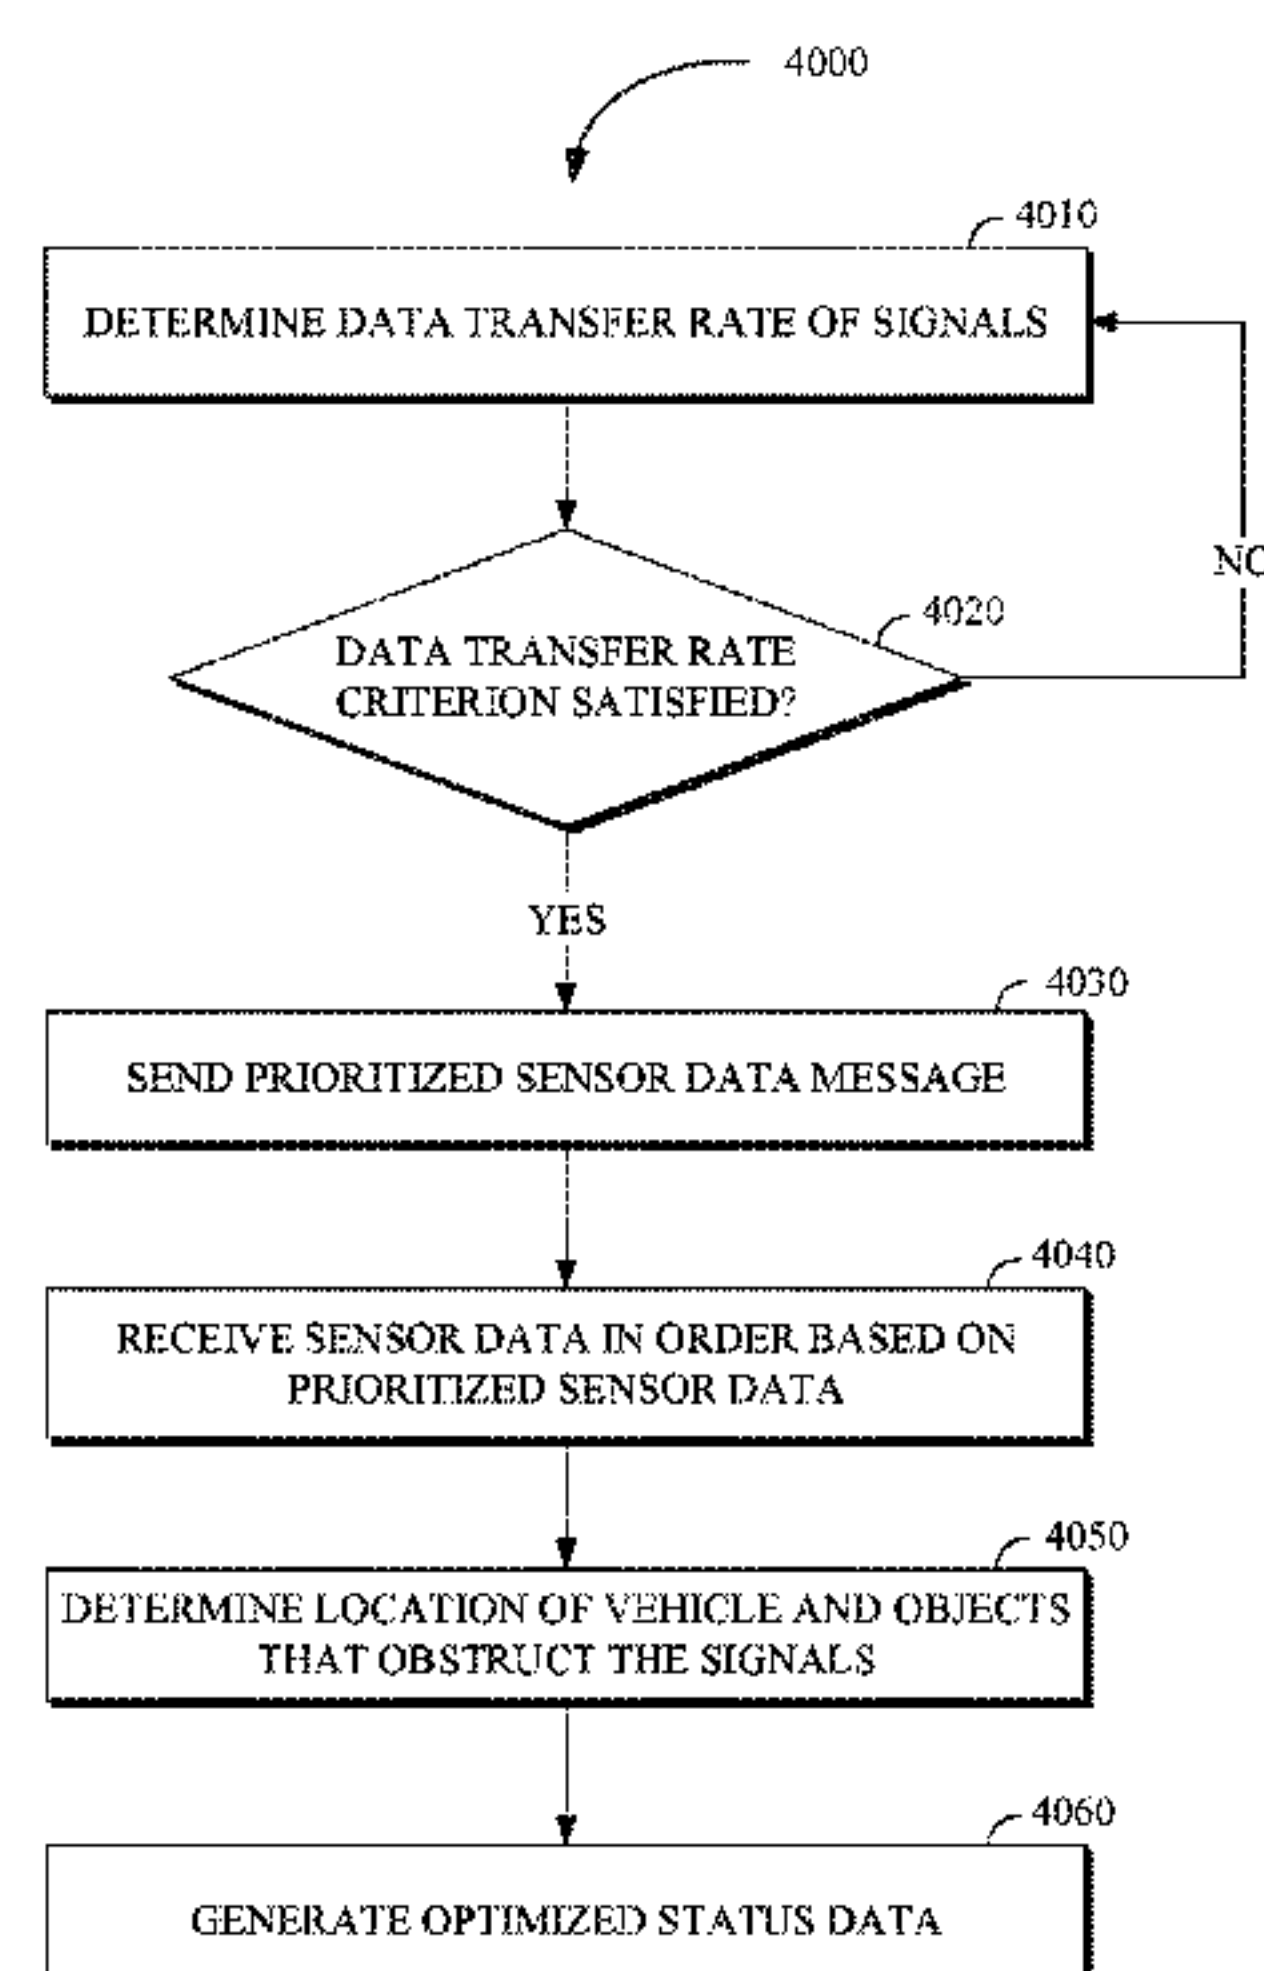 4000
4010
DETERMINE DATA TRANSFER RATE OF SIGNALS
4020
DATA TRANSFER RATE
CRITERION SATISFIED?
YES
4030
SEND PRIORITIZED SENSOR DATA MESSAGE
4040
RECEIVE SENSOR DATA IN ORDER BASED ON
PRIORITIZED SENSOR DATA
4050
DETERMINE LOCATION OF VEHICLE AND OBJECTS
THAT OBSTRUCT THE SIGNALS
4060
GENERATE OPTIMIZED STATUS DATA